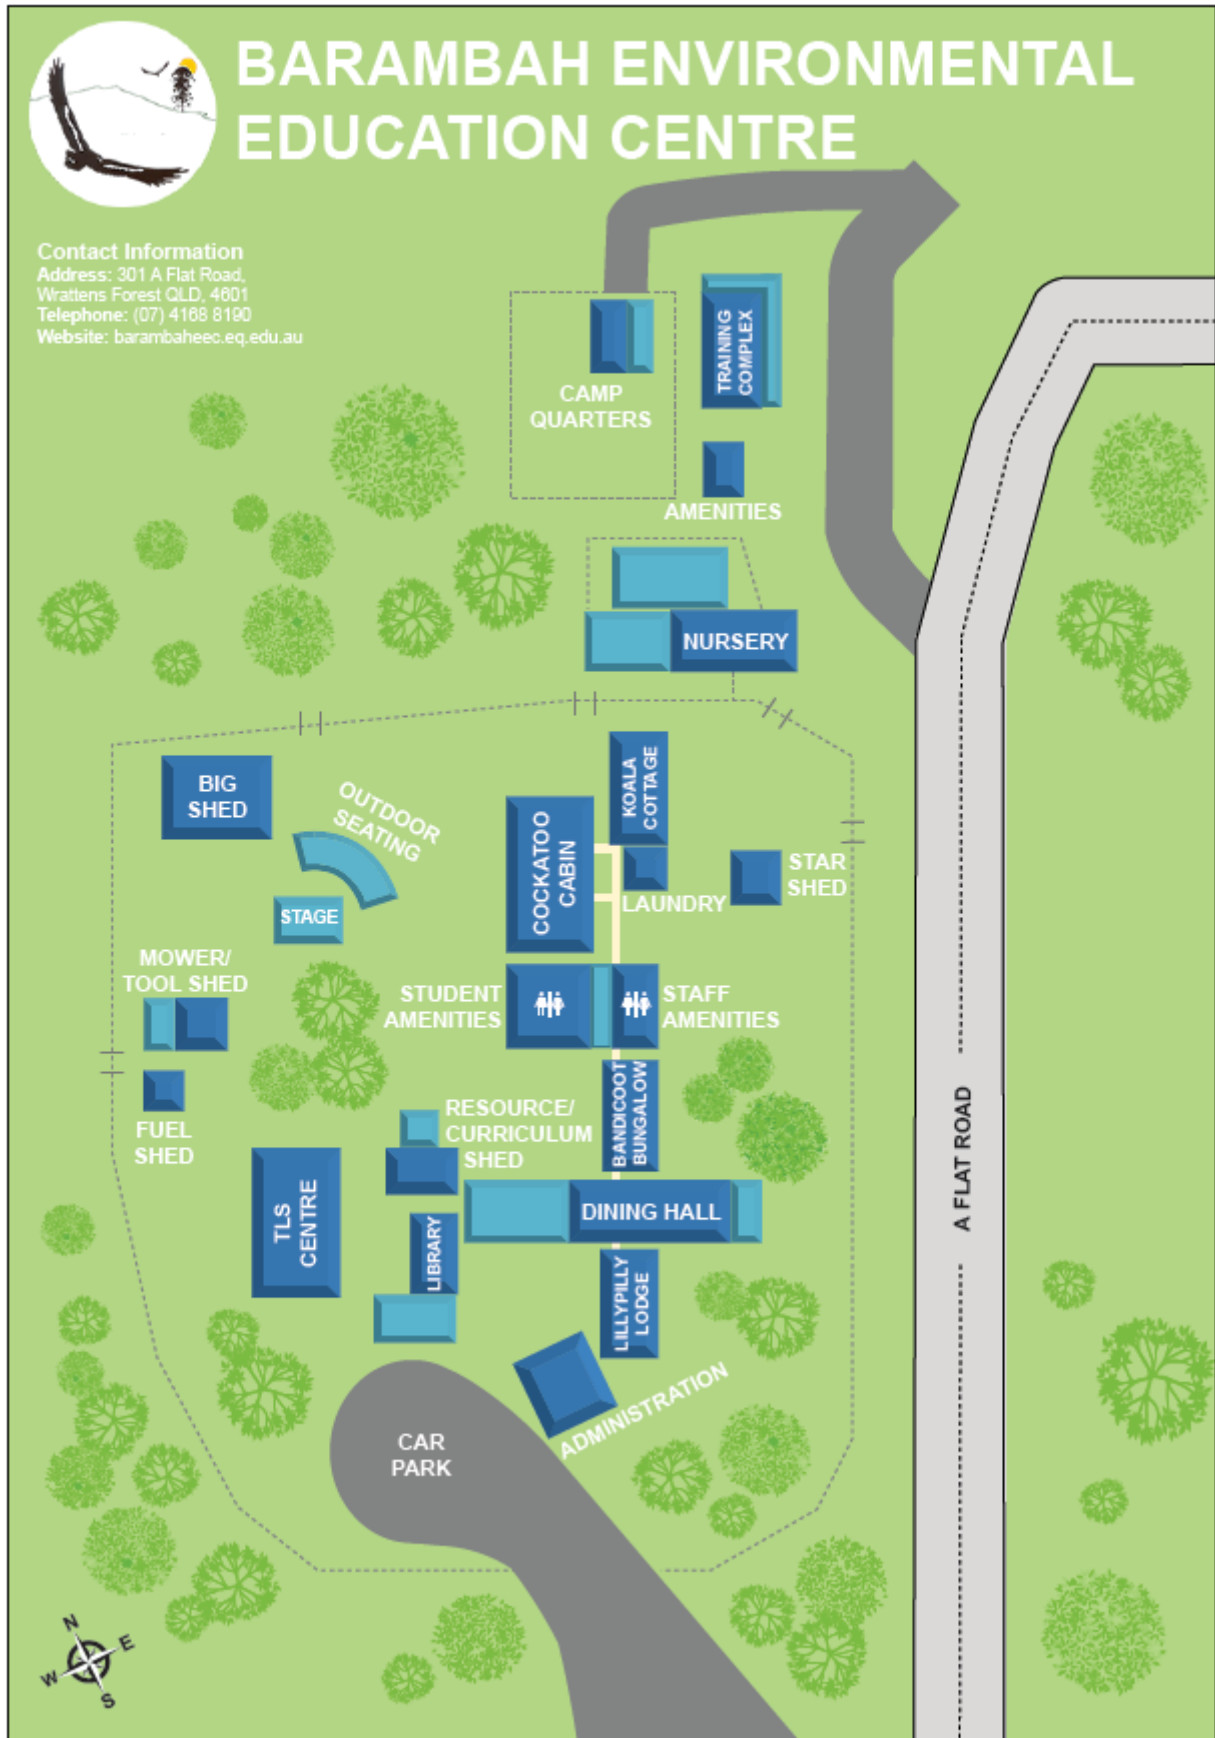 BARAMBAH ENVIRONMENTAL
EDUCATION CENTRE
Contact Information
Address: 301 A Flat Road,
Wrattens Forest QLD, 4601
Telephone: (07) 4168 8190
Website: barambaheec.eq.edu.au
TRAINING
COMPLEX
CAMP
QUARTERS
AMENITIES
NURSERY
BIG
SHED
OUTDOOR
SEATING
STAGE
KOALA
COTTAGE
COCKATOO
CABIN
LAUNDRY
STAR
SHED
MOWER/
TOOL SHED
STUDENT
AMENITIES
STAFF
AMENITIES
FUEL
SHED
RESOURCE/
CURRICULUM
SHED
BANDICOOT
BUNGALOW
A FLAT ROAD
TLS
CENTRE
LIBRARY
DINING HALL
LILLYPILLY
LODGE
ADMINISTRATION
CAR
PARK
N
E
W
S